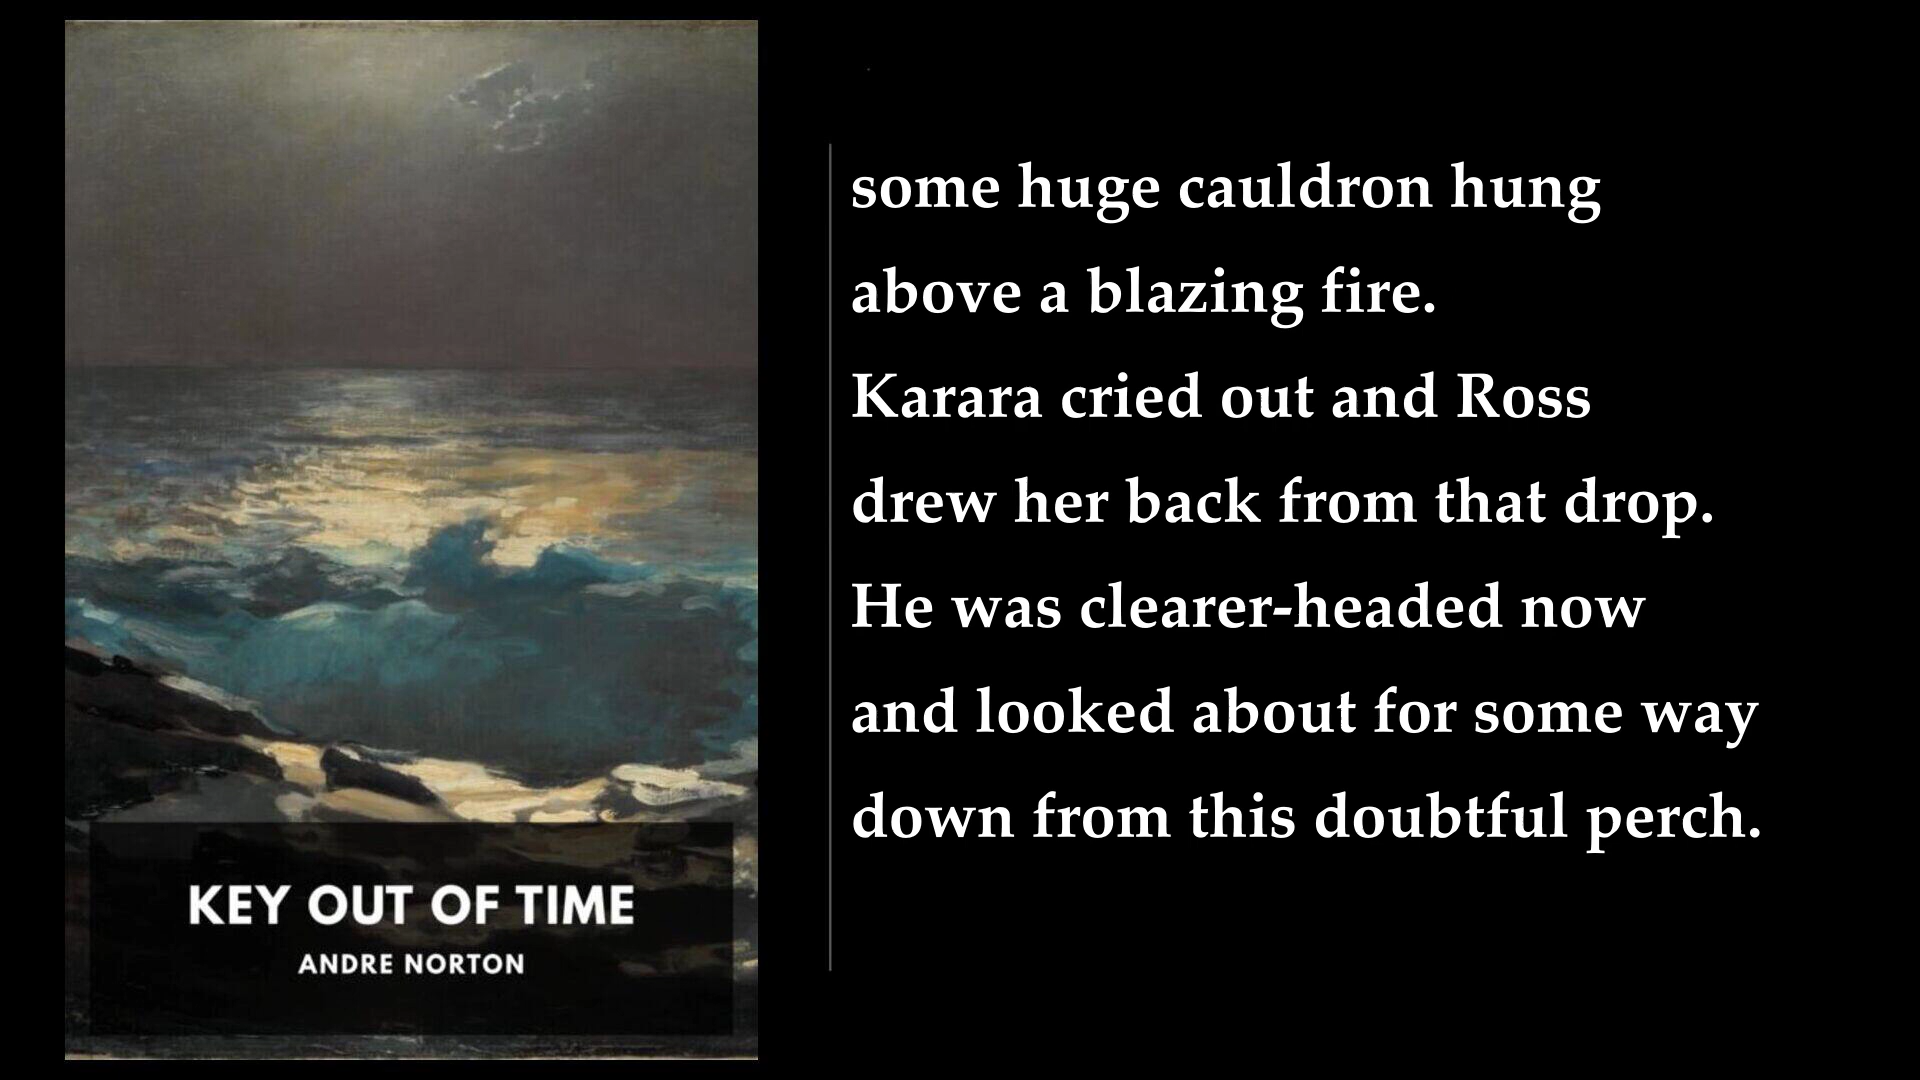 KEY OUT OF TIME
ANDRE NORTON
some huge cauldron hung
above a blazing fire.
Karara cried out and Ross
drew her back from that drop.
He was clearer-headed now
and looked about for some way
down from this doubtful perch.